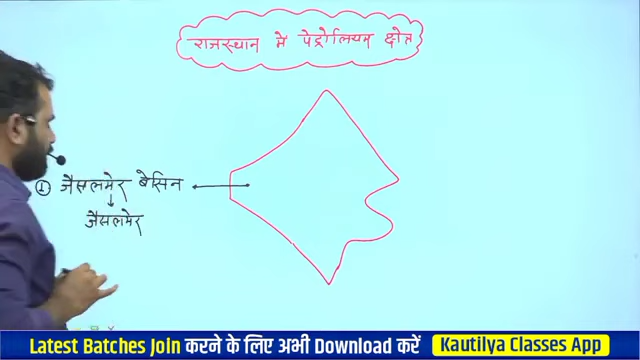 राजस्थान में पेट्रोलियम क्षेत्र
① जैसलमेर बेसिन
जैसलमेर
Latest Batches Join करने के लिए अभी Download करें Kautilya Classes App